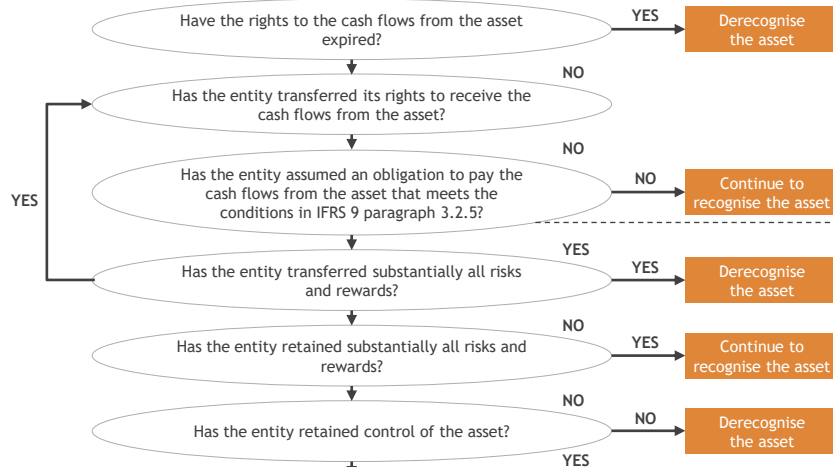 Have the rights to the cash flows from the asset
expired?
YES
Derecognise
the asset
NO
Has the entity transferred its rights to receive the
cash flows from the asset?
NO
YES
Has the entity assumed an obligation to pay the
cash flows from the asset that meets the
conditions in IFRS 9 paragraph 3.2.5?
NO
Continue to
recognise the asset
YES
Has the entity transferred substantially all risks
and rewards?
YES
Derecognise
the asset
NO
Has the entity retained substantially all risks and
rewards?
YES
Continue to
recognise the asset
NO
Has the entity retained control of the asset?
NO
Derecognise
the asset
YES